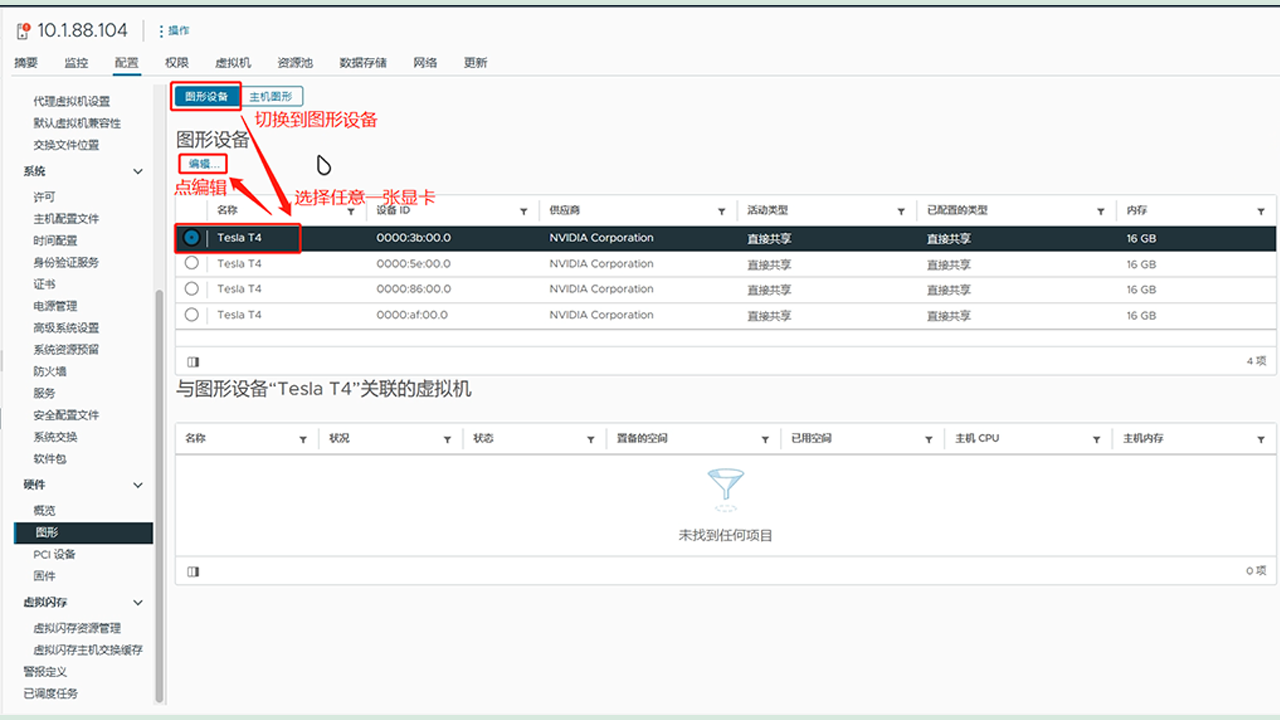 10.1.88.104
操作
摘要 监控 配置 权限 虚拟机 资源池 数据存储 网络 更新
代理虚拟机设置
默认虚拟机兼容性
交换文件位置
系统
许可
主机配置文件
时间配置
身份验证服务
证书
电源管理
高级系统设置
系统资源预留
防火墙
服务
安全配置文件
系统交换
软件包
硬件
概览
图形
PCI 设备
固件
虚拟闪存
虚拟闪存资源管理
虚拟闪存主机交换缓存
警报定义
已调度任务
图形设备 主机图形
切换到图形设备
图形设备
编辑...
点编辑
选择任意一张显卡
名称 设备 ID 供应商 活动类型 已配置的类型 内存
Tesla T4 0000:3b:00.0 NVIDIA Corporation 直接共享 直接共享 16 GB
Tesla T4 0000:5e:00.0 NVIDIA Corporation 直接共享 直接共享 16 GB
Tesla T4 0000:86:00.0 NVIDIA Corporation 直接共享 直接共享 16 GB
Tesla T4 0000:af:00.0 NVIDIA Corporation 直接共享 直接共享 16 GB
4 项
与图形设备“Tesla T4”关联的虚拟机
名称 状况 状态 置备的空间 已用空间 主机 CPU 主机内存
未找到任何项目
0 项